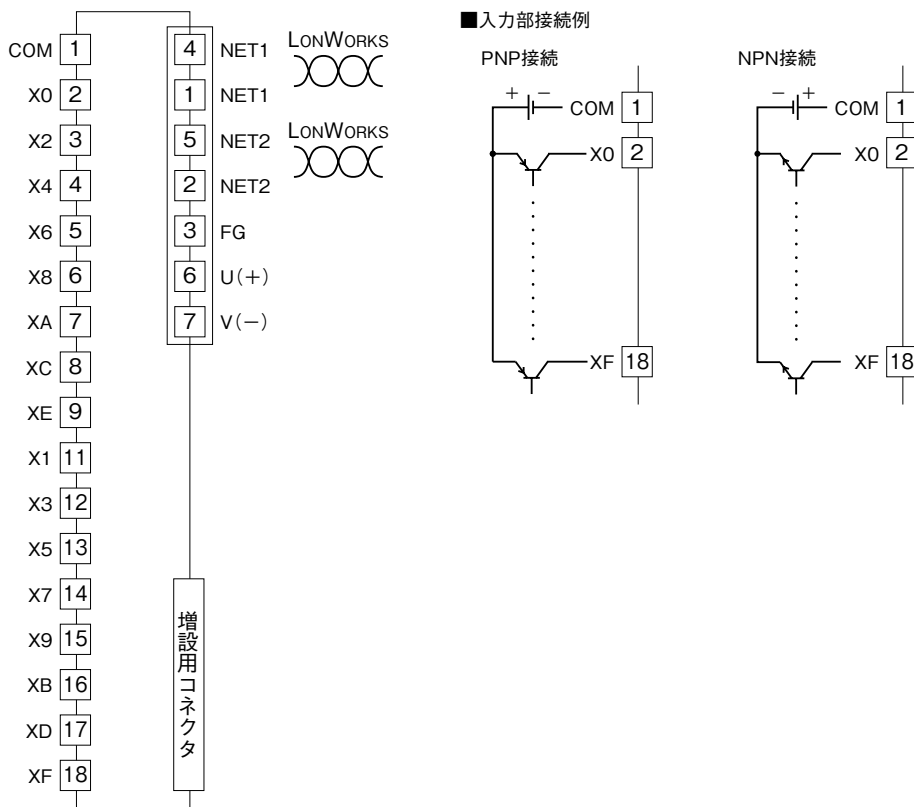 COM 1
X0 2
X2 3
X4 4
X6 5
X8 6
XA 7
XC 8
XE 9
X1 11
X3 12
X5 13
X7 14
X9 15
XB 16
XD 17
XF 18
4 NET1 LONWORKS
1 NET1
5 NET2 LONWORKS
2 NET2
3 FG
6 U(+)
7 V(−)
増設用コネクタ
■入力部接続例
PNP接続
+ − COM 1
X0 2
XF 18
NPN接続
− + COM 1
X0 2
XF 18